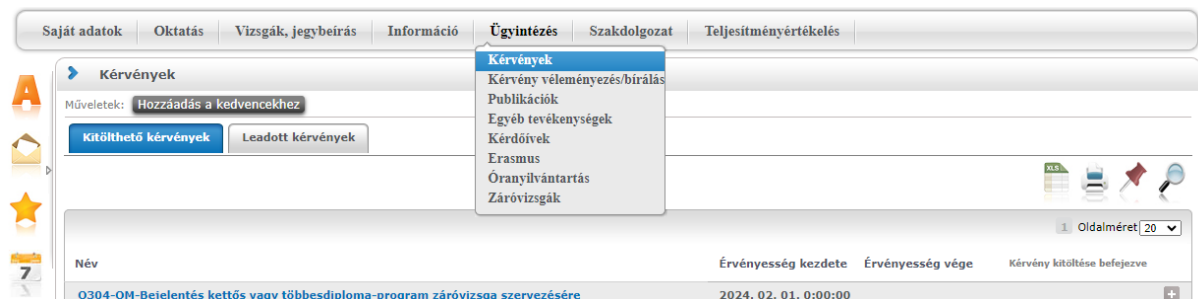 Saját adatok Oktatás Vizsgák, jegybeírás Információ Ügyintézés Szakdolgozat Teljesítményértékelés
Kérvények
Kérvény véleményezés/bírálás
Publikációk
Egyéb tevékenységek
Kérdőívek
Erasmus
Óranyilvántartás
Záróvizsgák
Kérvények
Műveletek: Hozzáadás a kedvencekhez
Kitölthető kérvények Leadott kérvények
XLS
1 Oldalméret 20
7
Név Érvényesség kezdete Érvényesség vége Kérvény kitöltése befejezve
O304-OM-Bejelentés kettős vagy többesdiploma-program záróvizsga szervezésére 2024. 02. 01. 0:00:00